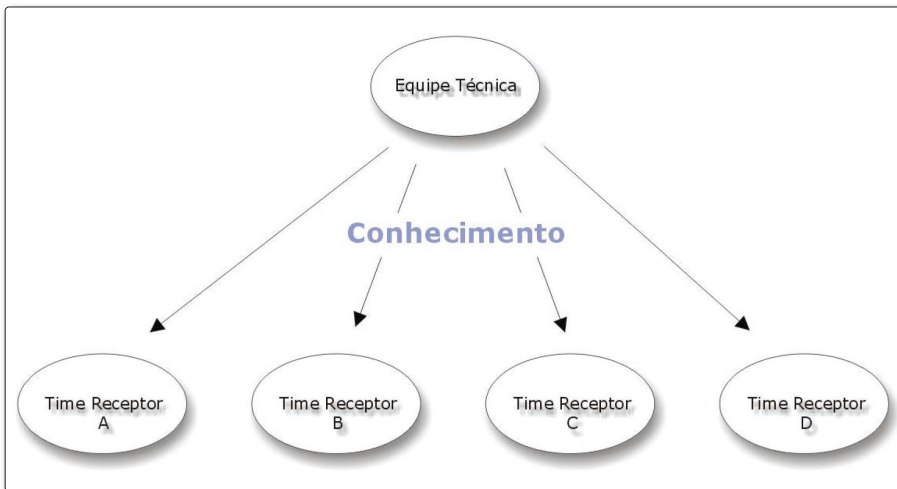 Equipe Técnica
Conhecimento
Time Receptor
A
Time Receptor
B
Time Receptor
C
Time Receptor
D